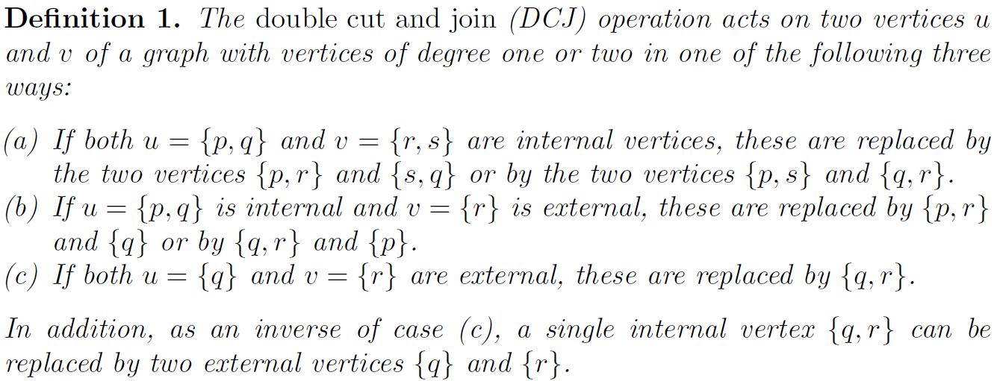 Definition 1. The double cut and join (DCJ) operation acts on two vertices u
and v of a graph with vertices of degree one or two in one of the following three
ways:
(a) If both u = {p, q} and v = {r, s} are internal vertices, these are replaced by
the two vertices {p, r} and {s, q} or by the two vertices {p, s} and {q, r}.
(b) If u = {p, q} is internal and v = {r} is external, these are replaced by {p, r}
and {q} or by {q, r} and {p}.
(c) If both u = {q} and v = {r} are external, these are replaced by {q, r}.
In addition, as an inverse of case (c), a single internal vertex {q, r} can be
replaced by two external vertices {q} and {r}.